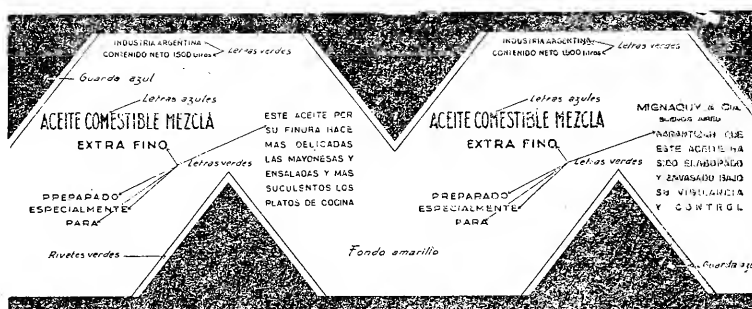 INDUSTRIA ARGENTINA
CONTENIDO NETO 1500 Litros
Letras verdes
Guarda azul
Letras azules
ACEITE COMESTIBLE MEZCLA
EXTRA FINO
Letras verdes
PREPARADO
ESPECIALMENTE
PARA
Rivetes verdes
ESTE ACEITE POR
SU FINURA HACE
MAS DELICADAS
LAS MAYONESAS Y
ENSALADAS Y MAS
SUCULENTOS LOS
PLATOS DE COCINA
Fondo amarillo
INDUSTRIA ARGENTINA
CONTENIDO NETO 1500 Litros
Letras verdes
Letras azules
ACEITE COMESTIBLE MEZCLA
EXTRA FINO
Letras verdes
PREPARADO
ESPECIALMENTE
PARA
MIGNAQUY & CIA
BUENOS AIRES
GARANTIZAN QUE
ESTE ACEITE HA
SIDO ELABORADO
Y ENVASADO BAJO
SU VIGILANCIA
Y CONTROL
Guarda azul